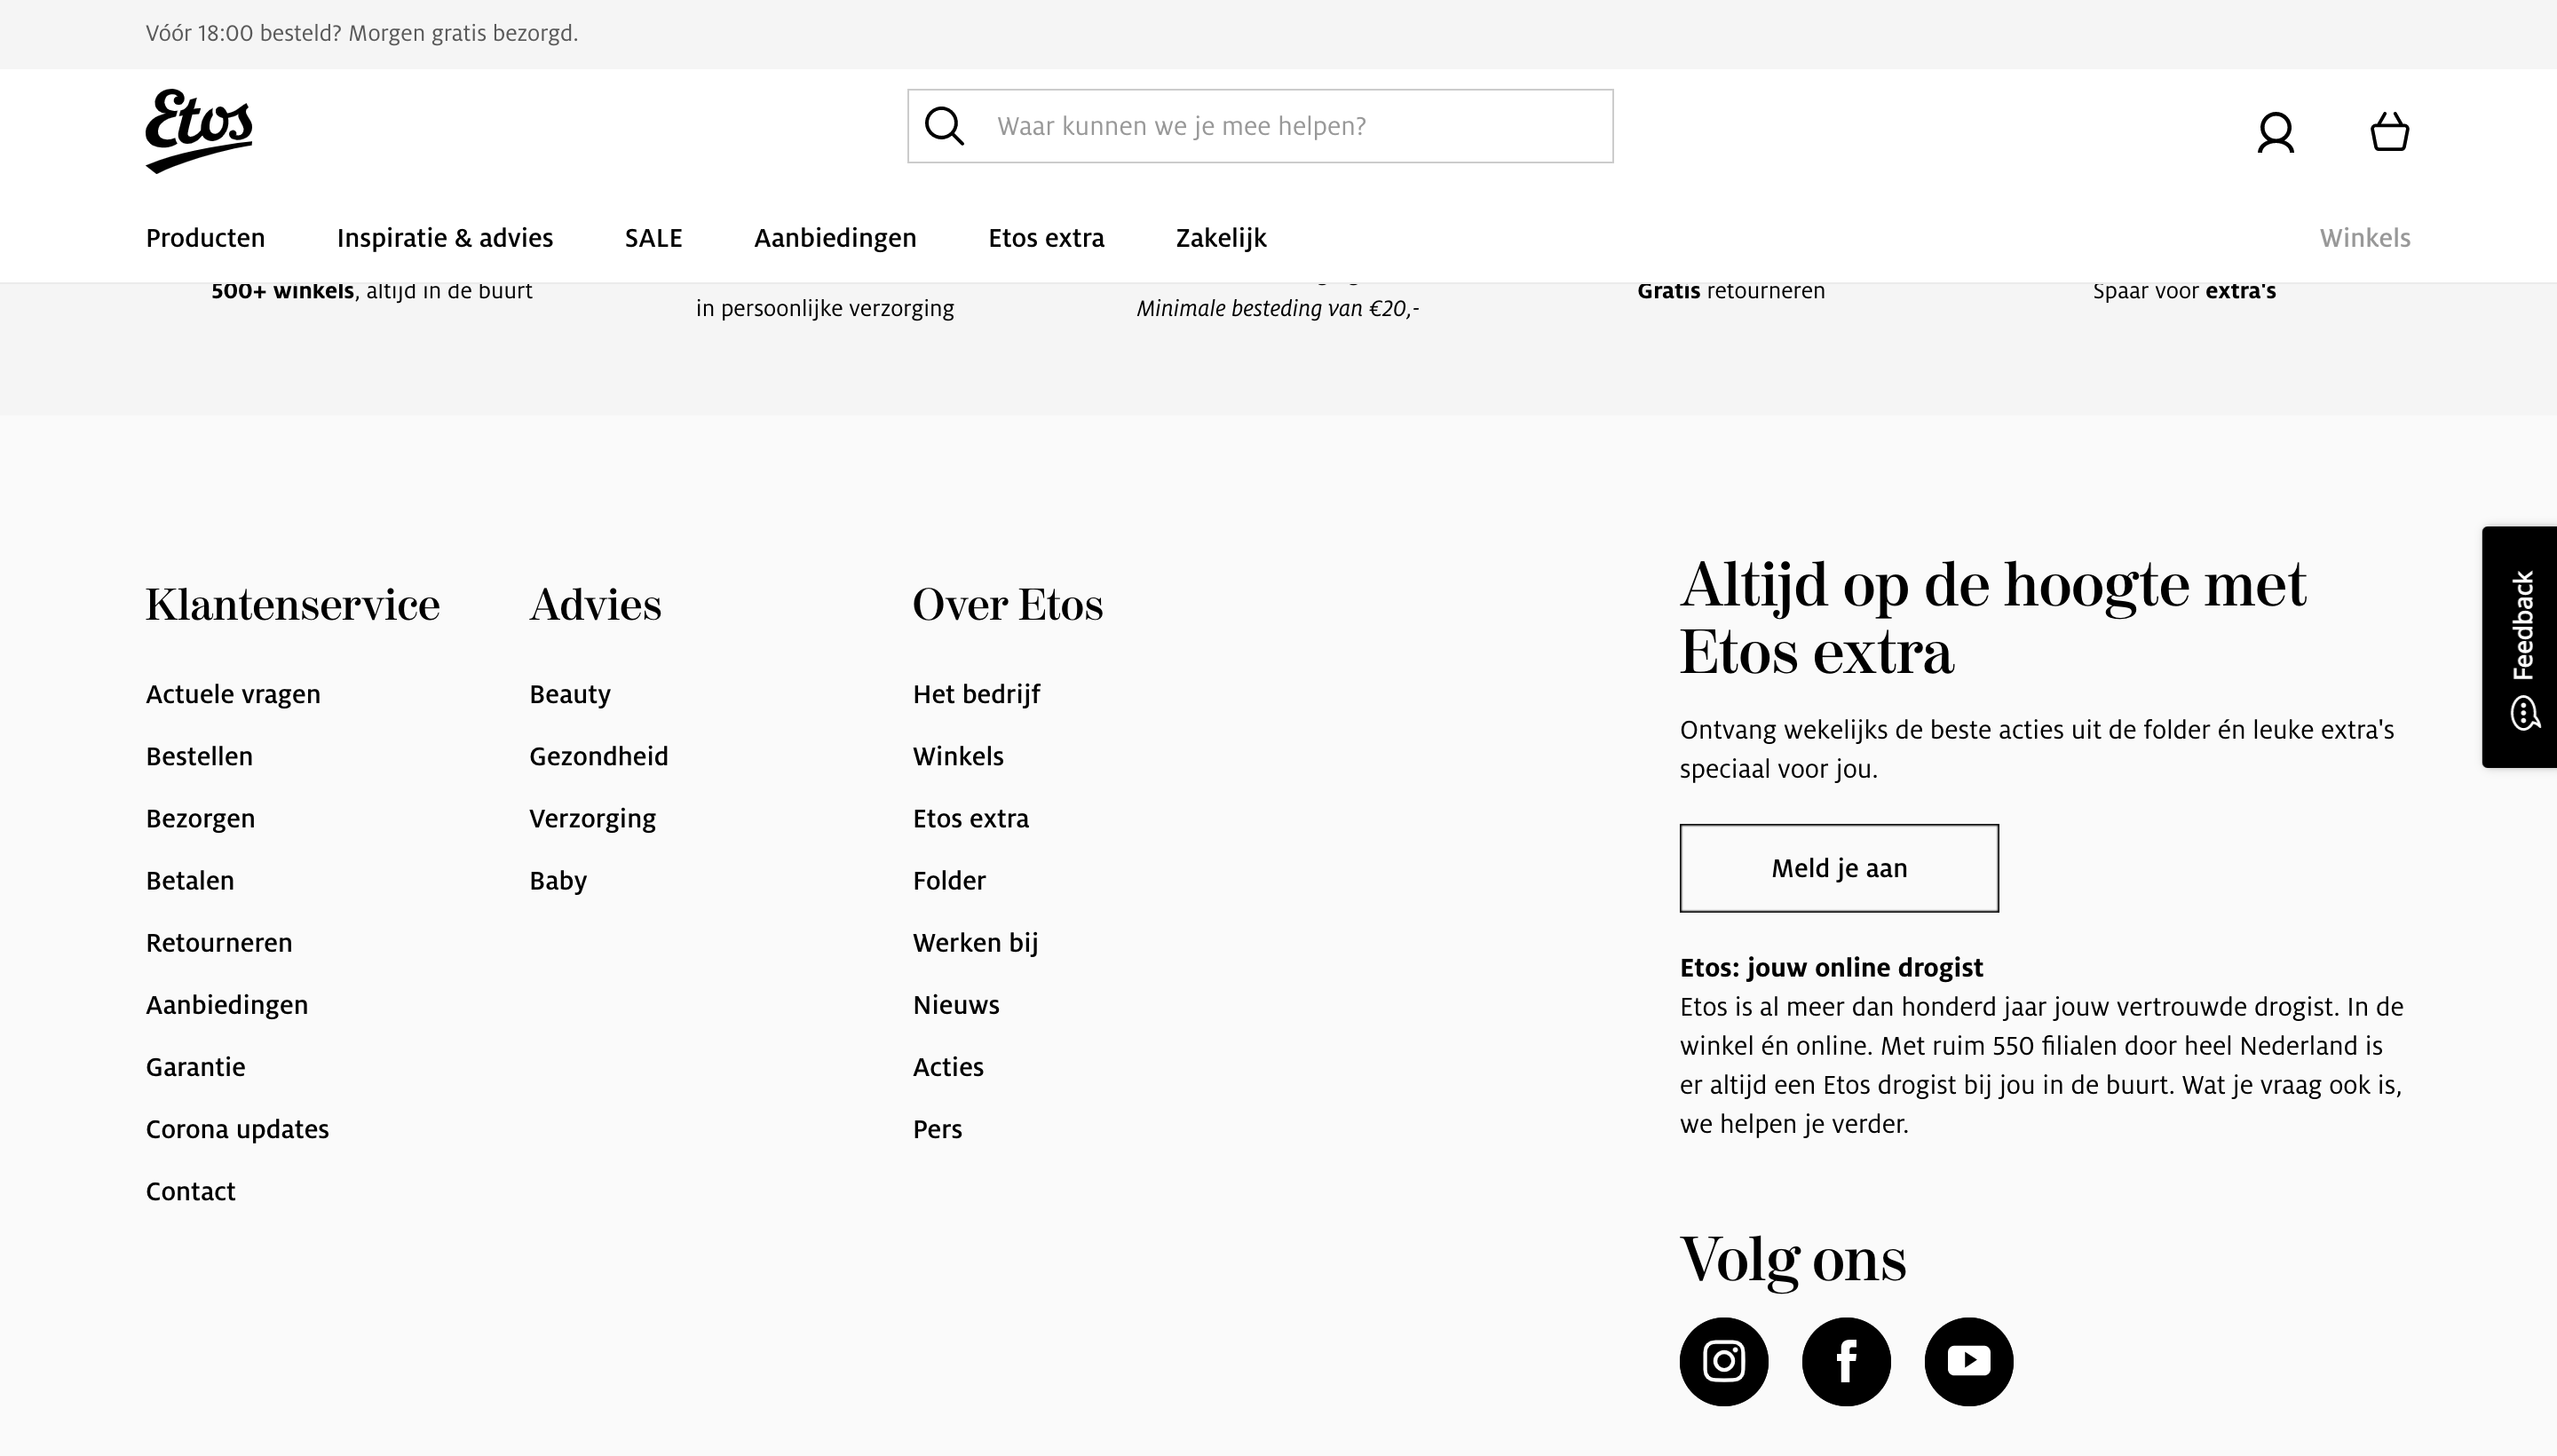 Vóór 18:00 besteld? Morgen gratis bezorgd.
Etos
Waar kunnen we je mee helpen?
Producten
Inspiratie & advies
SALE
Aanbiedingen
Etos extra
Zakelijk
Winkels
500+ winkels, altijd in de buurt
in persoonlijke verzorging
Minimale besteding van €20,-
Gratis retourneren
Spaar voor extra's
Klantenservice
Actuele vragen
Bestellen
Bezorgen
Betalen
Retourneren
Aanbiedingen
Garantie
Corona updates
Contact
Advies
Beauty
Gezondheid
Verzorging
Baby
Over Etos
Het bedrijf
Winkels
Etos extra
Folder
Werken bij
Nieuws
Acties
Pers
Altijd op de hoogte met
Etos extra
Ontvang wekelijks de beste acties uit de folder én leuke extra's
speciaal voor jou.
Meld je aan
Etos: jouw online drogist
Etos is al meer dan honderd jaar jouw vertrouwde drogist. In de
winkel én online. Met ruim 550 filialen door heel Nederland is
er altijd een Etos drogist bij jou in de buurt. Wat je vraag ook is,
we helpen je verder.
Volg ons
Feedback